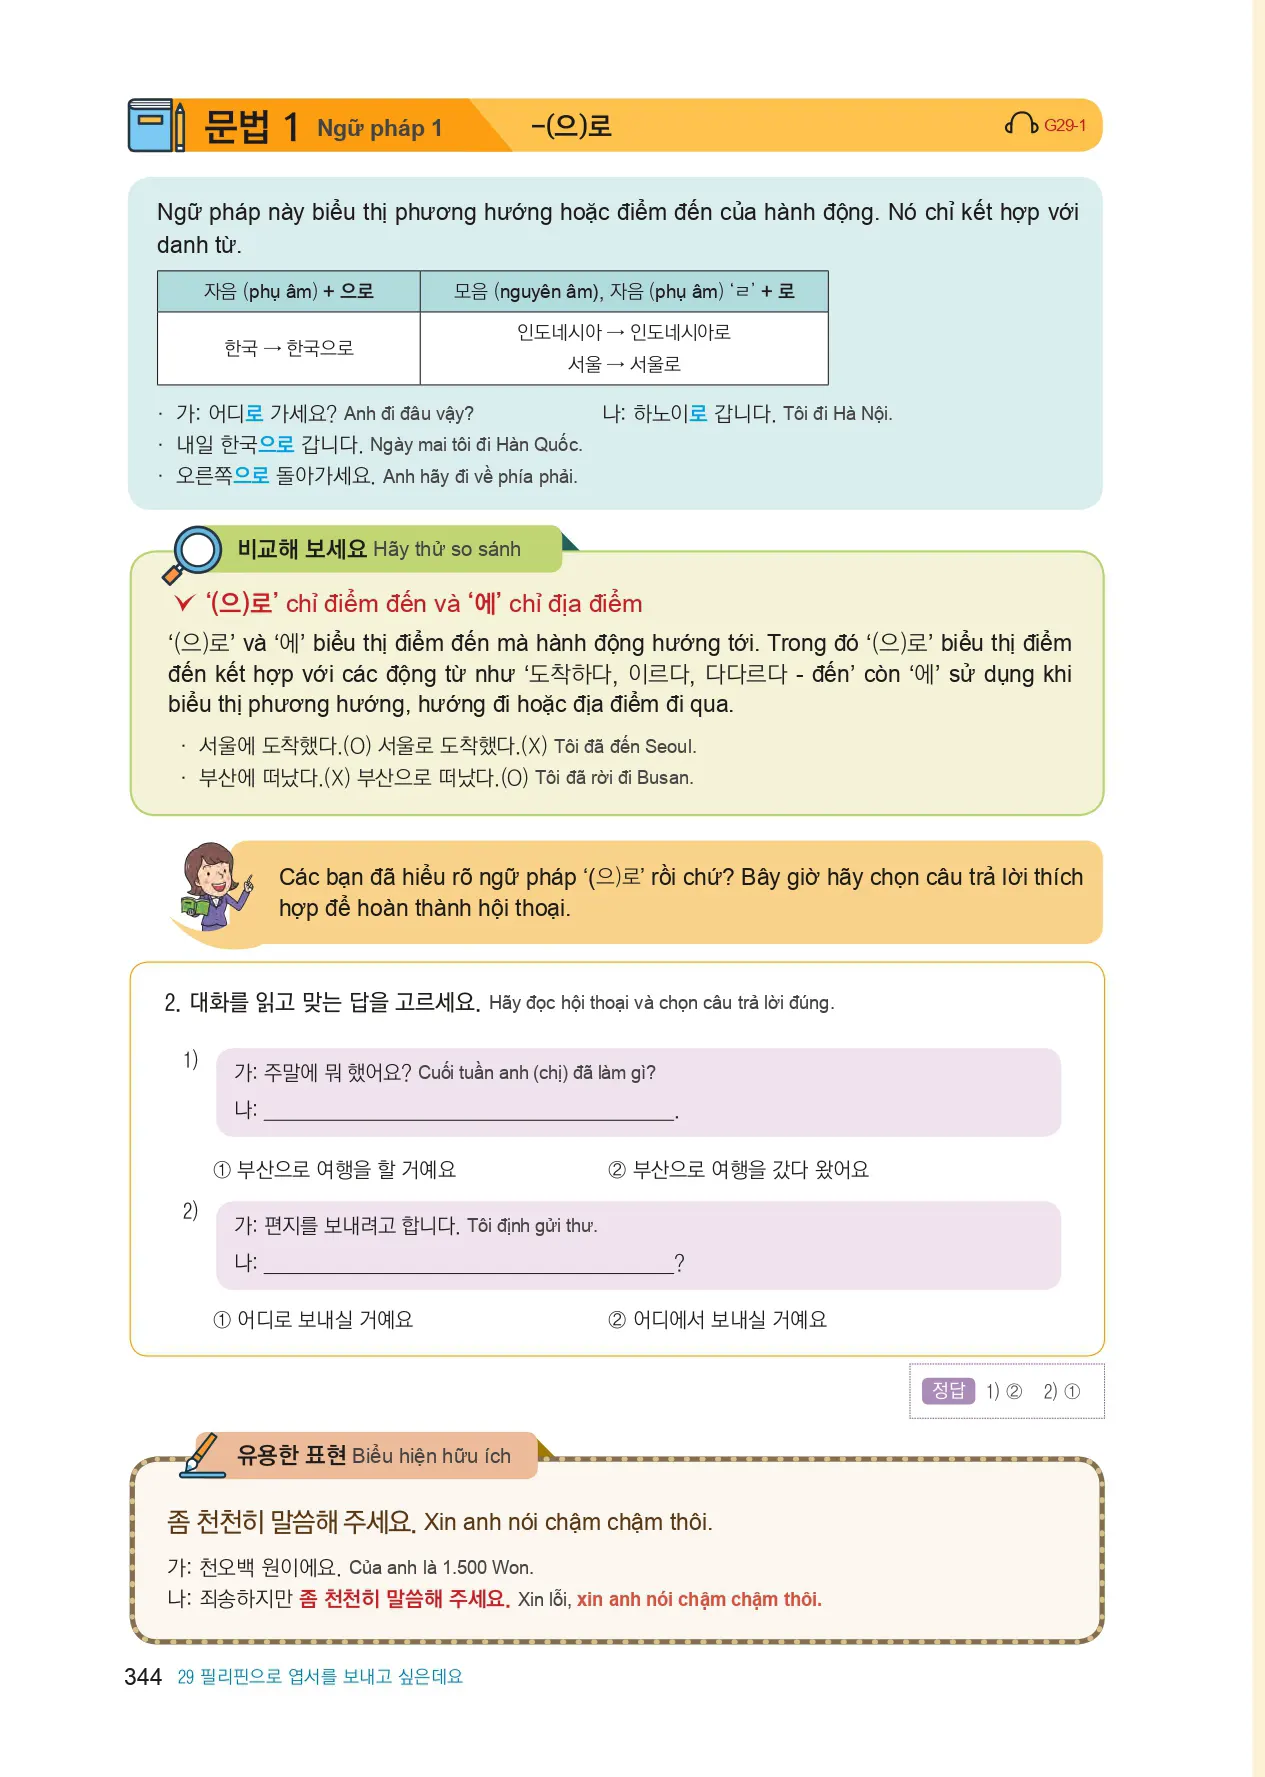 문법 1 Ngữ pháp 1 -(으)로 G29-1
Ngữ pháp này biểu thị phương hướng hoặc điểm đến của hành động. Nó chỉ kết hợp với
danh từ.
자음 (phụ âm) + 으로 모음 (nguyên âm), 자음 (phụ âm) ‘ㄹ’ + 로
한국 → 한국으로 인도네시아 → 인도네시아로
서울 → 서울로
· 가: 어디로 가세요? Anh đi đâu vậy? 나: 하노이로 갑니다. Tôi đi Hà Nội.
· 내일 한국으로 갑니다. Ngày mai tôi đi Hàn Quốc.
· 오른쪽으로 돌아가세요. Anh hãy đi về phía phải.
비교해 보세요 Hãy thử so sánh
‘(으)로’ chỉ điểm đến và ‘에’ chỉ địa điểm
‘(으)로’ và ‘에’ biểu thị điểm đến mà hành động hướng tới. Trong đó ‘(으)로’ biểu thị điểm
đến kết hợp với các động từ như ‘도착하다, 이르다, 다다르다 - đến’ còn ‘에’ sử dụng khi
biểu thị phương hướng, hướng đi hoặc địa điểm đi qua.
· 서울에 도착했다.(O) 서울로 도착했다.(X) Tôi đã đến Seoul.
· 부산에 떠났다.(X) 부산으로 떠났다.(O) Tôi đã rời đi Busan.
Các bạn đã hiểu rõ ngữ pháp ‘(으)로’ rồi chứ? Bây giờ hãy chọn câu trả lời thích
hợp để hoàn thành hội thoại.
2. 대화를 읽고 맞는 답을 고르세요. Hãy đọc hội thoại và chọn câu trả lời đúng.
1) 가: 주말에 뭐 했어요? Cuối tuần anh (chị) đã làm gì?
나: ________________________________.
① 부산으로 여행을 할 거예요 ② 부산으로 여행을 갔다 왔어요
2) 가: 편지를 보내려고 합니다. Tôi định gửi thư.
나: ________________________________?
① 어디로 보내실 거예요 ② 어디에서 보내실 거예요
정답 1) ② 2) ①
유용한 표현 Biểu hiện hữu ích
좀 천천히 말씀해 주세요. Xin anh nói chậm chậm thôi.
가: 천오백 원이에요. Của anh là 1.500 Won.
나: 죄송하지만 좀 천천히 말씀해 주세요. Xin lỗi, xin anh nói chậm chậm thôi.
344 29 필리핀으로 엽서를 보내고 싶은데요